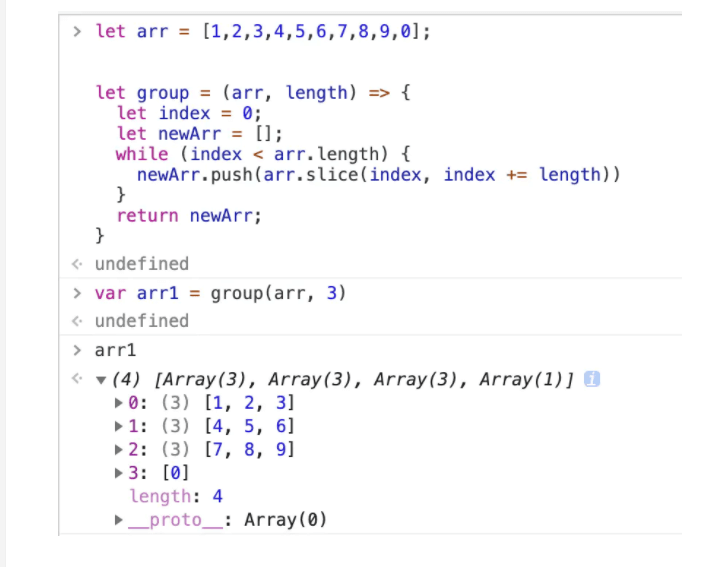 > let arr = [1,2,3,4,5,6,7,8,9,0];
let group = (arr, length) => {
let index = 0;
let newArr = [];
while (index < arr.length) {
newArr.push(arr.slice(index, index += length))
}
return newArr;
}
undefined
> var arr1 = group(arr, 3)
undefined
> arr1
(4) [Array(3), Array(3), Array(3), Array(1)] i
0: (3) [1, 2, 3]
1: (3) [4, 5, 6]
2: (3) [7, 8, 9]
3: [0]
length: 4
__proto__: Array(0)